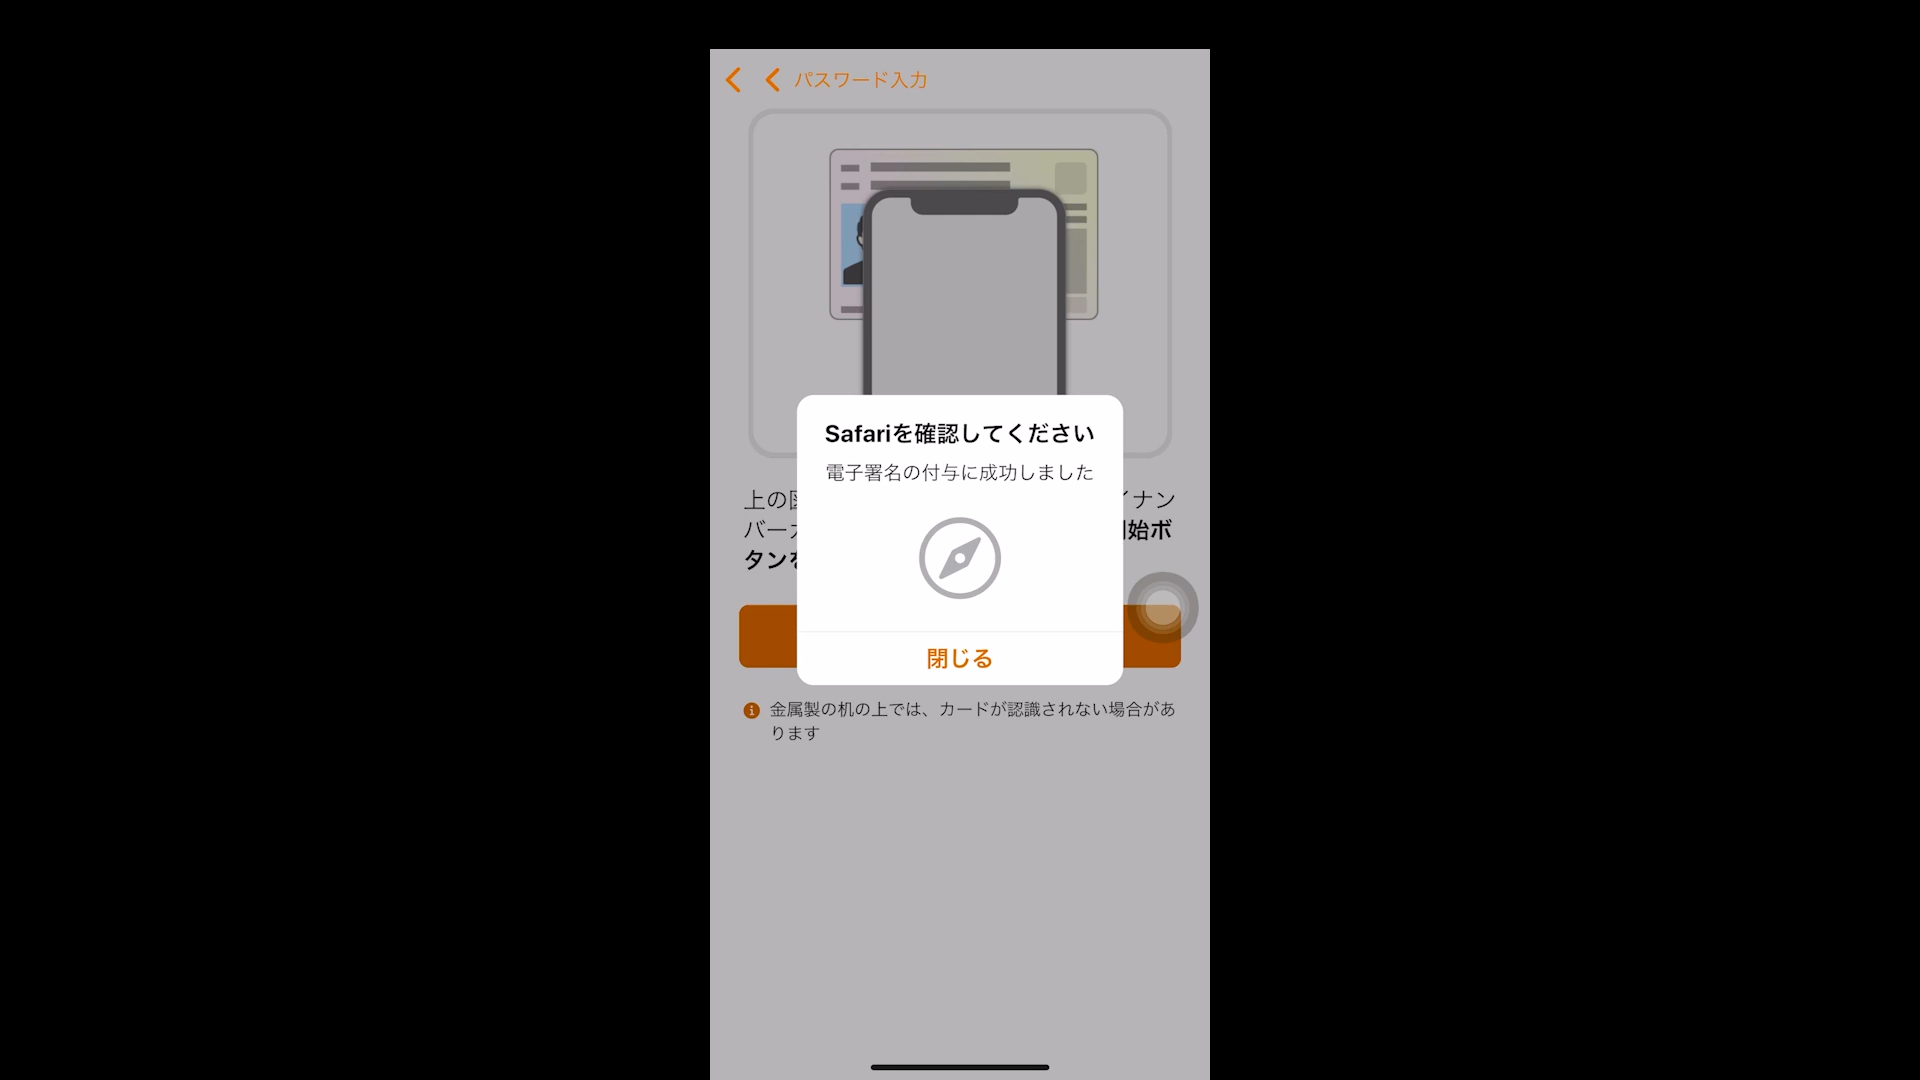 パスワード入力
Safariを確認してください
電子署名の付与に成功しました
上の
イナン
バー
始ボ
タン
閉じる
金属製の机の上では、カードが認識されない場合があ
ります